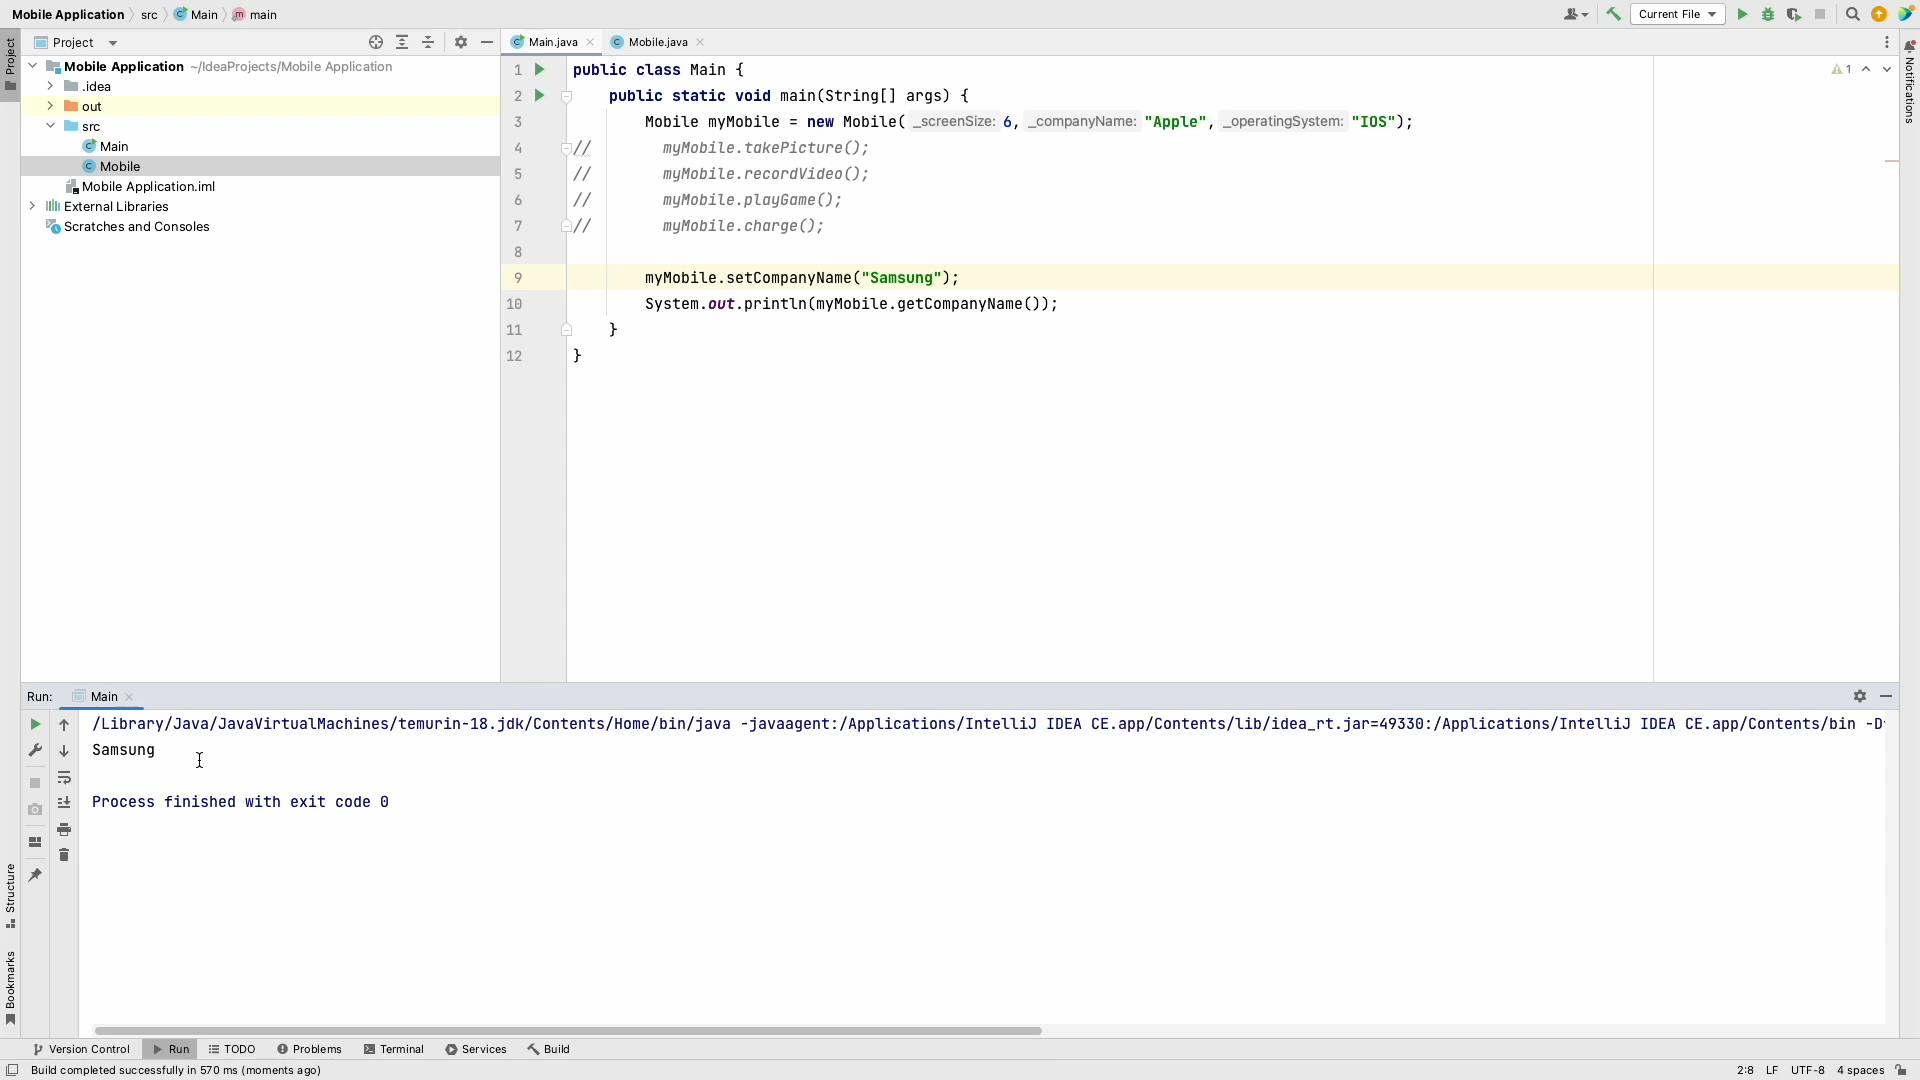 Mobile Application src Main main
Current File
Project
Main.java
Mobile.java
Project
Notifications
Mobile Application ~/IdeaProjects/Mobile Application
.idea
out
src
Main
Mobile
Mobile Application.iml
External Libraries
Scratches and Consoles
1 public class Main {
2 public static void main(String[] args) {
3 Mobile myMobile = new Mobile( _screenSize: 6, _companyName: "Apple", _operatingSystem: "IOS");
4 // myMobile.takePicture();
5 // myMobile.recordVideo();
6 // myMobile.playGame();
7 // myMobile.charge();
8
9 myMobile.setCompanyName("Samsung");
10 System.out.println(myMobile.getCompanyName());
11 }
12 }
1
Run: Main
/Library/Java/JavaVirtualMachines/temurin-18.jdk/Contents/Home/bin/java -javaagent:/Applications/IntelliJ IDEA CE.app/Contents/lib/idea_rt.jar=49330:/Applications/IntelliJ IDEA CE.app/Contents/bin
Samsung
Process finished with exit code 0
Structure
Bookmarks
Version Control Run TODO Problems Terminal Services Build
Build completed successfully in 570 ms (moments ago)
2:8 LF UTF-8 4 spaces